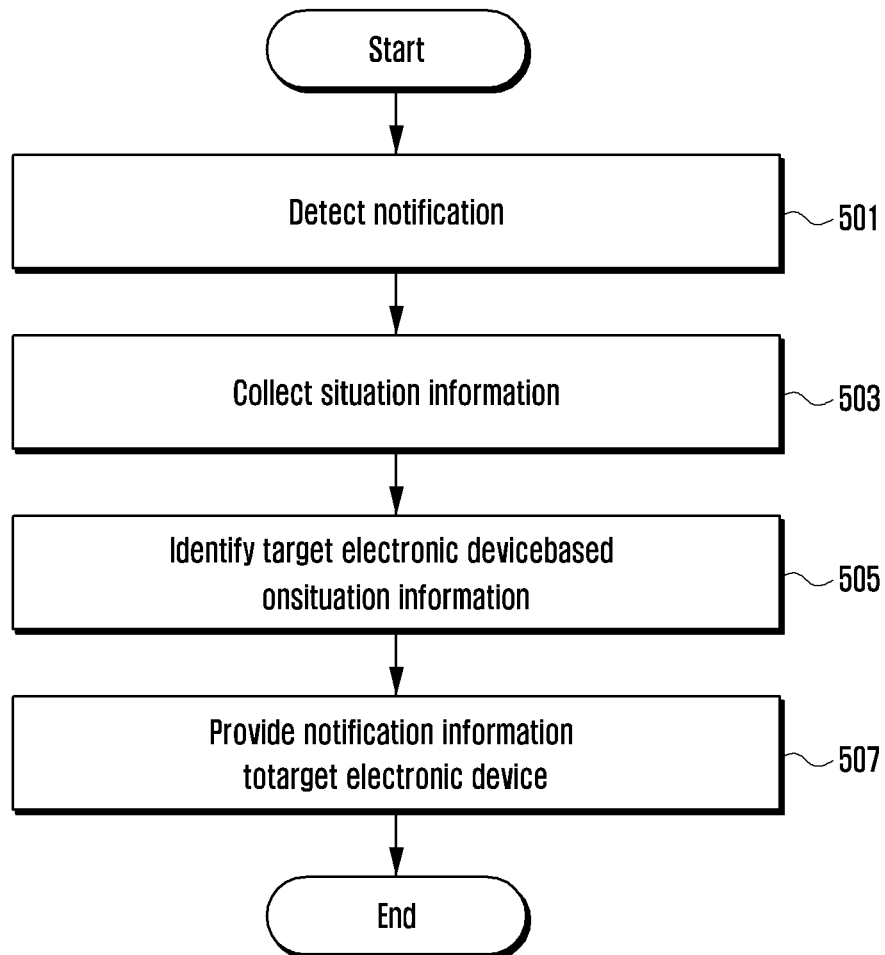 Start
Detect notification
501
Collect situation information
503
Identify target electronic devicebased
onsituation information
505
Provide notification information
totarget electronic device
507
End